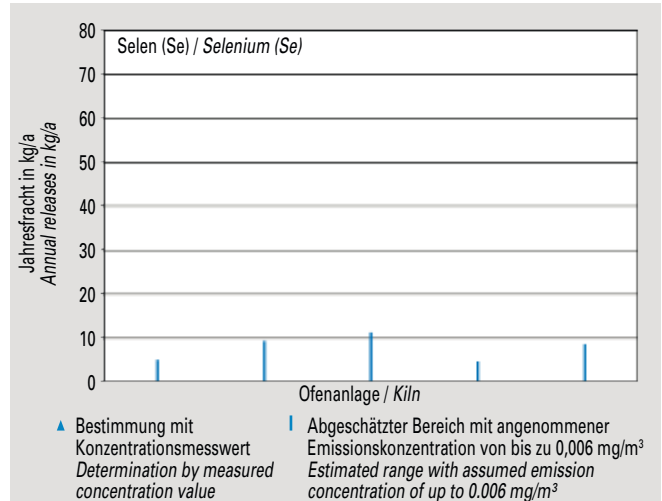 Selen (Se) / Selenium (Se)
80
70
60
50
40
30
20
10
0
Jahresfracht in kg/a
Annual releases in kg/a
Ofenanlage / Kiln
Bestimmung mit
Konzentrationsmesswert
Determination by measured
concentration value
Abgeschätzter Bereich mit angenommener
Emissionskonzentration von bis zu 0,006 mg/m³
Estimated range with assumed emission
concentration of up to 0.006 mg/m³